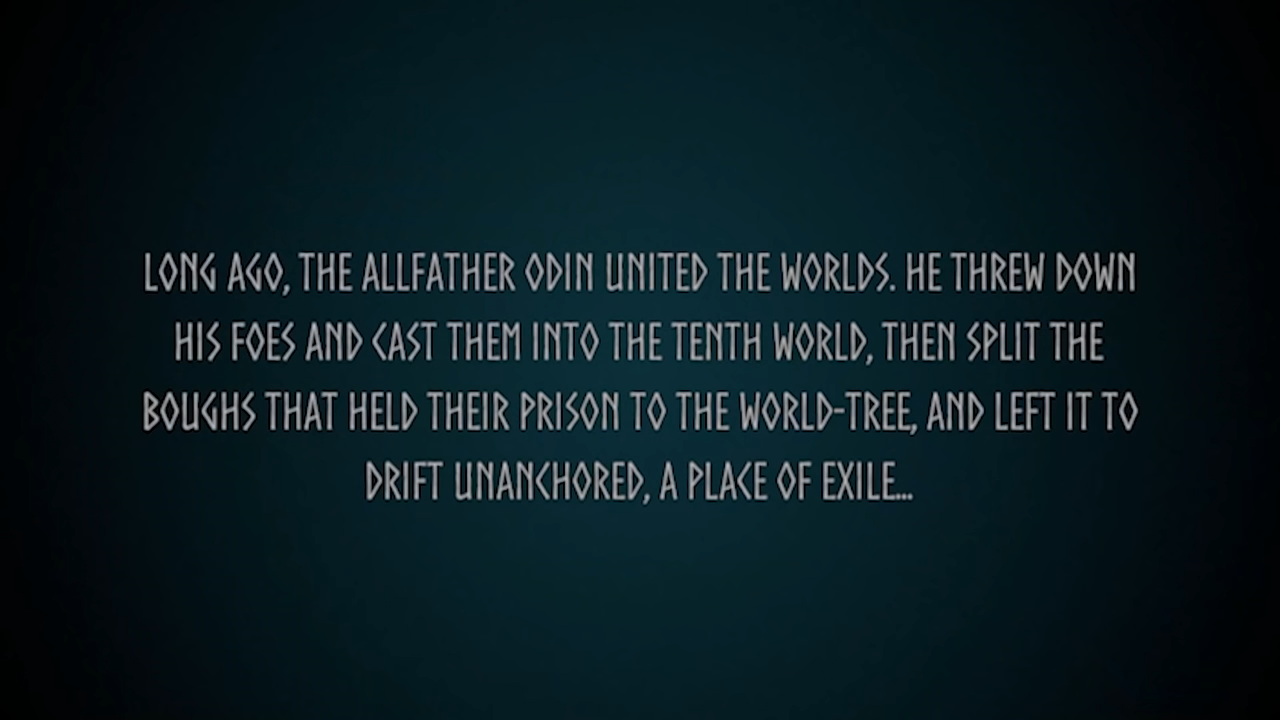 LONG AGO, THE ALLFATHER ODIN UNITED THE WORLDS. HE THREW DOWN
HIS FOES AND CAST THEM INTO THE TENTH WORLD, THEN SPLIT THE
BOUGHS THAT HELD THEIR PRISON TO THE WORLD-TREE, AND LEFT IT TO
DRIFT UNANCHORED, A PLACE OF EXILE...